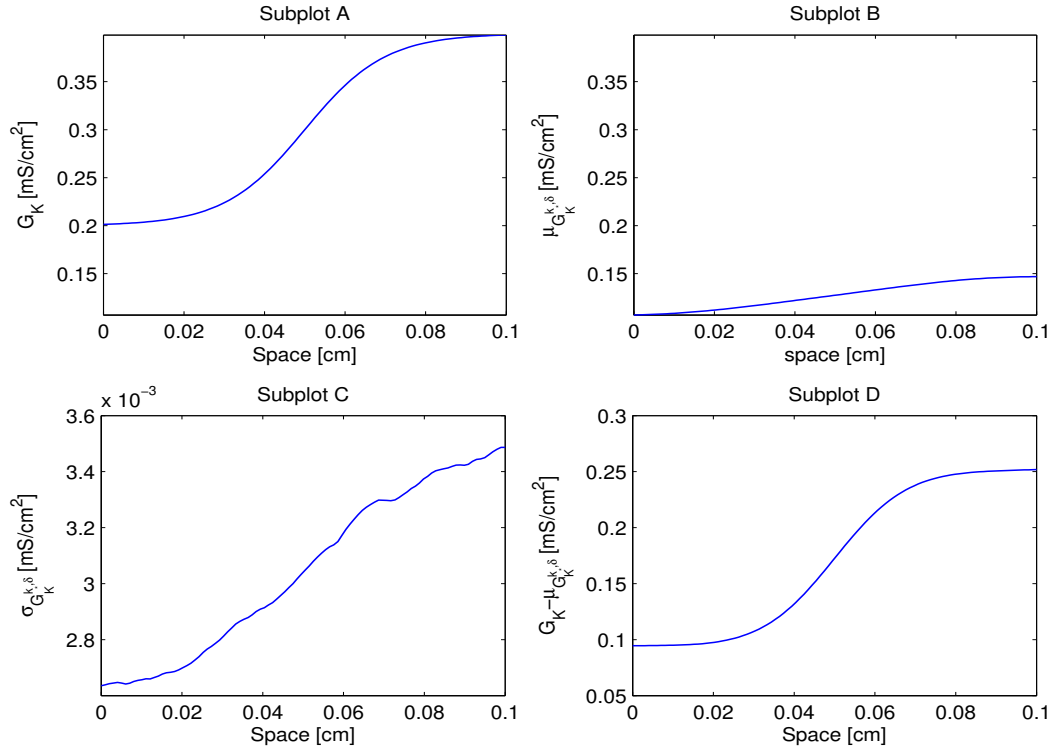 Subplot A
G_K [mS/cm^2]
0.35
0.3
0.25
0.2
0.15
0 0.02 0.04 0.06 0.08 0.1
Space [cm]
Subplot B
μ_{G_K^{k,δ}} [mS/cm^2]
0.35
0.3
0.25
0.2
0.15
0 0.02 0.04 0.06 0.08 0.1
space [cm]
Subplot C
x 10^{-3}
σ_{G_K^{k,δ}} [mS/cm^2]
3.6
3.4
3.2
3
2.8
0 0.02 0.04 0.06 0.08 0.1
Space [cm]
Subplot D
G_K-μ_{G_K^{k,δ}} [mS/cm^2]
0.3
0.25
0.2
0.15
0.1
0.05
0 0.02 0.04 0.06 0.08 0.1
Space [cm]